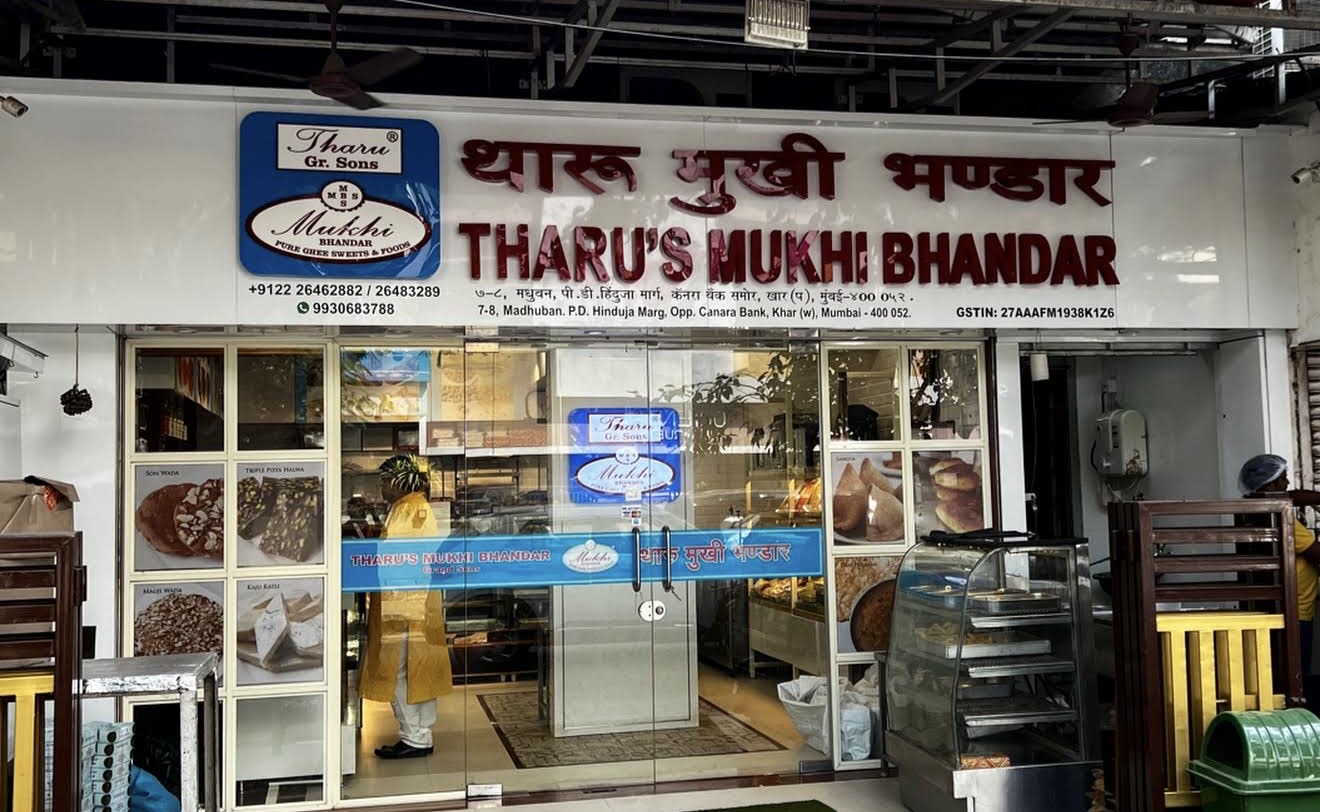 Tharu®
Gr. Sons
M
M B S
S
Mukhi
BHANDAR
PURE GHEE SWEETS & FOODS
थारू मुखी भण्डार
THARU'S MUKHI BHANDAR
+9122 26462882 / 26483289
9930683788
७-८, मधुवन, पी.डी.हिंदुजा मार्ग, कॅनरा बँक समोर, खार (प), मुंबई-४०० ०५२.
7-8, Madhuban. P.D. Hinduja Marg, Opp. Canara Bank, Khar (w), Mumbai - 400 052.
GSTIN: 27AAAFM1938K1Z6
Tharu
Gr. Sons
Mukhi
BHANDAR
SON WADA
TRIPLE PISTA HALWA
SAMOSA
THARU'S MUKHI BHANDAR
Grand Sons
Mukhi
थारू मुखी भण्डार
MAGJI WADA
KAJU KATLI